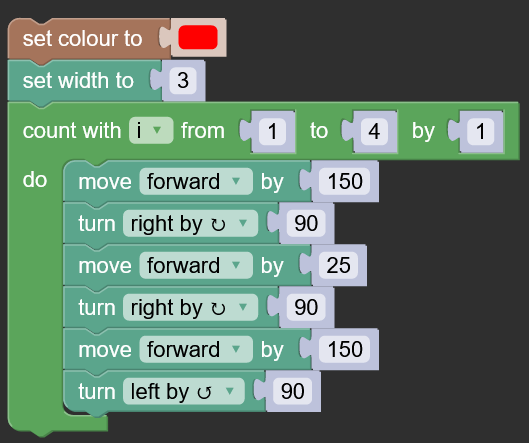 set colour to
set width to 3
count with i from 1 to 4 by 1
do move forward by 150
turn right by ↻ 90
move forward by 25
turn right by ↻ 90
move forward by 150
turn left by ↺ 90